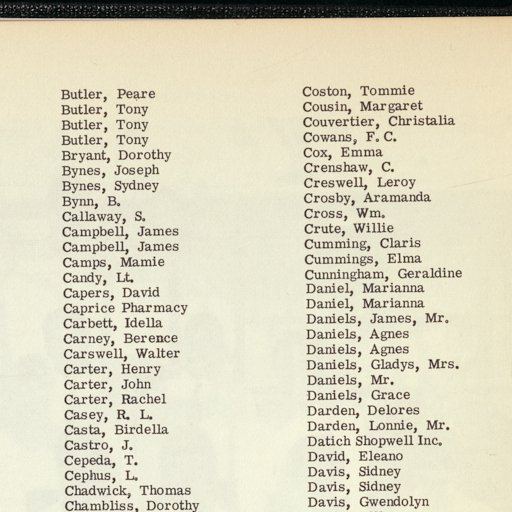 Butler, Peare
Butler, Tony
Butler, Tony
Butler, Tony
Bryant, Dorothy
Bynes, Joseph
Bynes, Sydney
Bynn, B.
Callaway, S.
Campbell, James
Campbell, James
Camps, Mamie
Candy, Lt.
Capers, David
Caprice Pharmacy
Carbett, Idella
Carney, Berence
Carswell, Walter
Carter, Henry
Carter, John
Carter, Rachel
Casey, R. L.
Casta, Birdella
Castro, J.
Cepeda, T.
Cephus, L.
Chadwick, Thomas
Chambliss, Dorothy
Coston, Tommie
Cousin, Margaret
Couvertier, Christalia
Cowans, F. C.
Cox, Emma
Crenshaw, C.
Creswell, Leroy
Crosby, Aramanda
Cross, Wm.
Crute, Willie
Cumming, Claris
Cummings, Elma
Cunningham, Geraldine
Daniel, Marianna
Daniel, Marianna
Daniels, James, Mr.
Daniels, Agnes
Daniels, Agnes
Daniels, Gladys, Mrs.
Daniels, Mr.
Daniels, Grace
Darden, Delores
Darden, Lonnie, Mr.
Datich Shopwell Inc.
David, Eleano
Davis, Sidney
Davis, Sidney
Davis, Gwendolyn